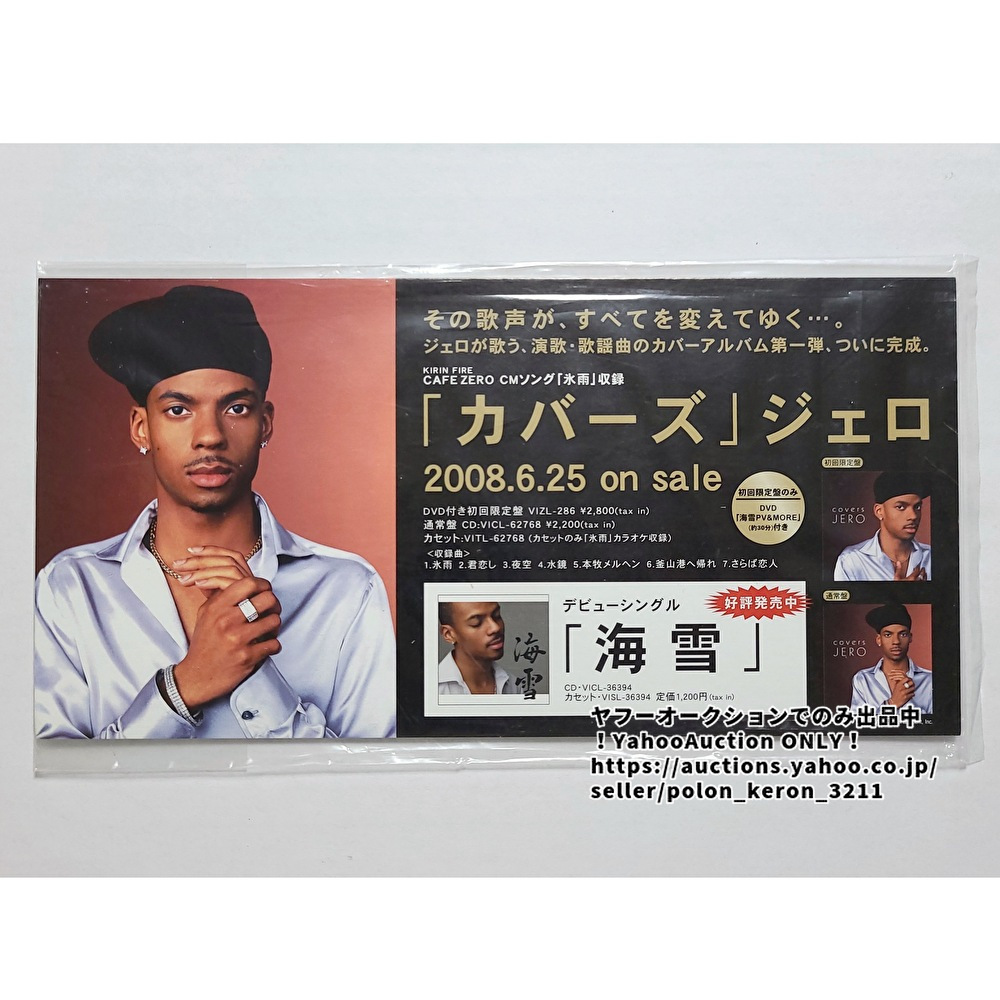 その歌声が、すべてを変えてゆく…。
ジェロが歌う、演歌・歌謡曲のカバーアルバム第一弾、ついに完成。
KIRIN FIRE
CAFE ZERO CMソング「氷雨」収録
「カバーズ」ジェロ
2008.6.25 on sale
DVD付き初回限定盤 VIZL-286 ¥2,800(tax in)
通常盤 CD:VICL-62768 ¥2,200(tax in)
カセット:VITL-62768 (カセットのみ「氷雨」カラオケ収録)
<収録曲>
1.氷雨 2.君恋し 3.夜空 4.水鏡 5.本牧メルヘン 6.釜山港へ帰れ 7.さらば恋人
初回限定盤のみ
DVD
「海雪PV&MORE」
(約30分)付き
初回限定盤
covers
JERO
通常盤
covers
JERO
海雪
デビューシングル
好評発売中
「海雪」
CD・VICL-36394
カセット・VISL-36394 定価1,200円(tax in)
Inc.
ヤフーオークションでのみ出品中
!YahooAuction ONLY!
https://auctions.yahoo.co.jp/
seller/polon_keron_3211